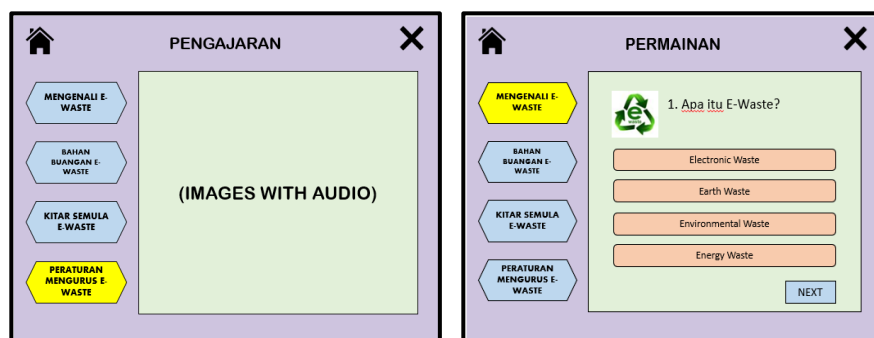 PENGAJARAN
MENGENALI E-
WASTE
BAHAN
BUANGAN E-
WASTE
KITAR SEMULA
E-WASTE
PERATURAN
MENGURUS E-
WASTE
(IMAGES WITH AUDIO)
PERMAINAN
MENGENALI E-
WASTE
BAHAN
BUANGAN E-
WASTE
KITAR SEMULA
E-WASTE
PERATURAN
MENGURUS E-
WASTE
e
waste
1. Apa itu E-Waste?
Electronic Waste
Earth Waste
Environmental Waste
Energy Waste
NEXT